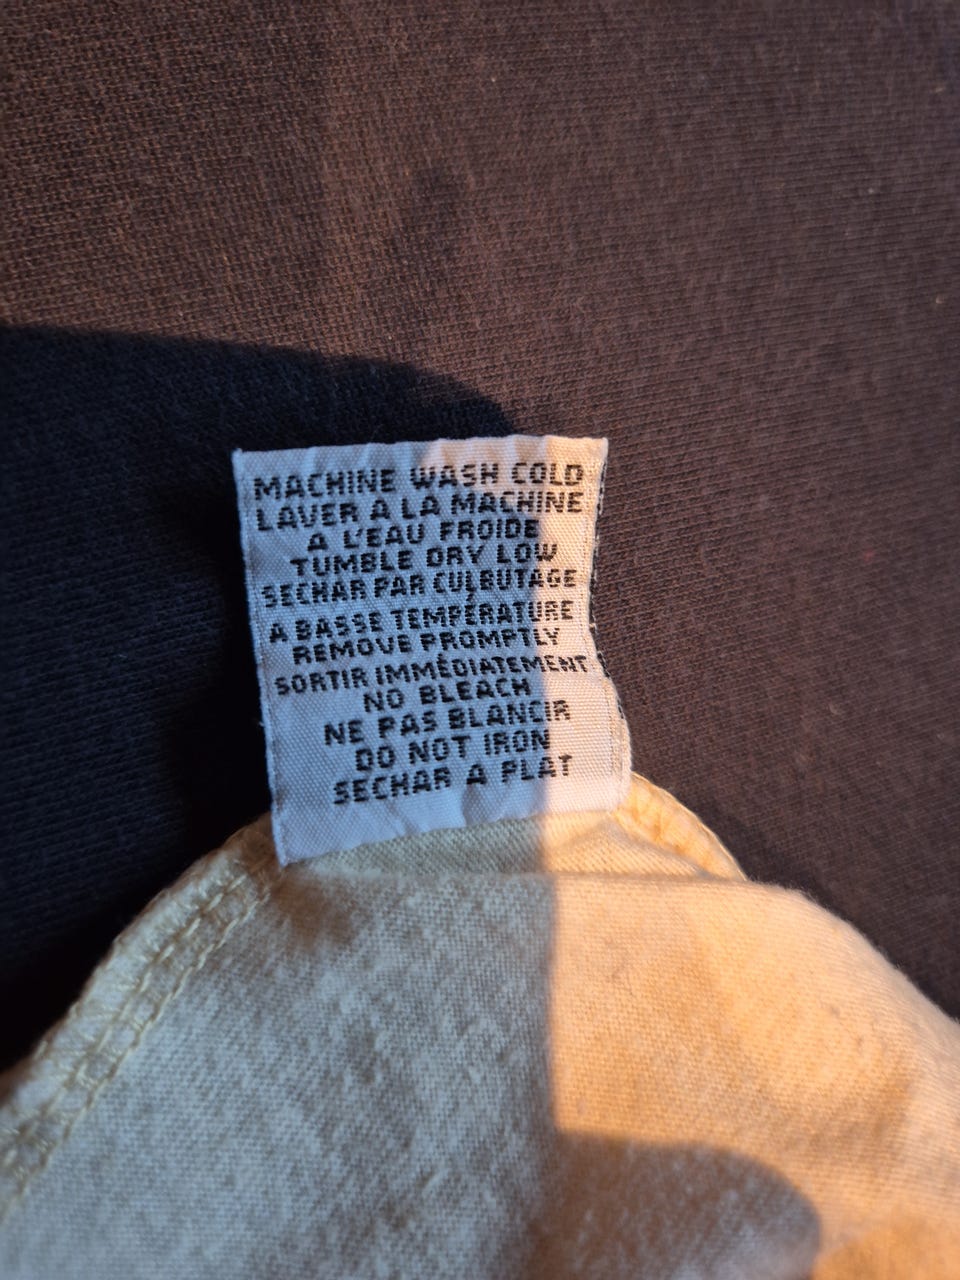 MACHINE WASH COLD
LAVER A LA MACHINE
A L'EAU FROIDE
TUMBLE DRY LOW
SECHAR PAR CULBUTAGE
A BASSE TEMPÉRATURE
REMOVE PROMPTLY
SORTIR IMMÉDIATEMENT
NO BLEACH
NE PAS BLANCIR
DO NOT IRON
SECHAR A PLAT